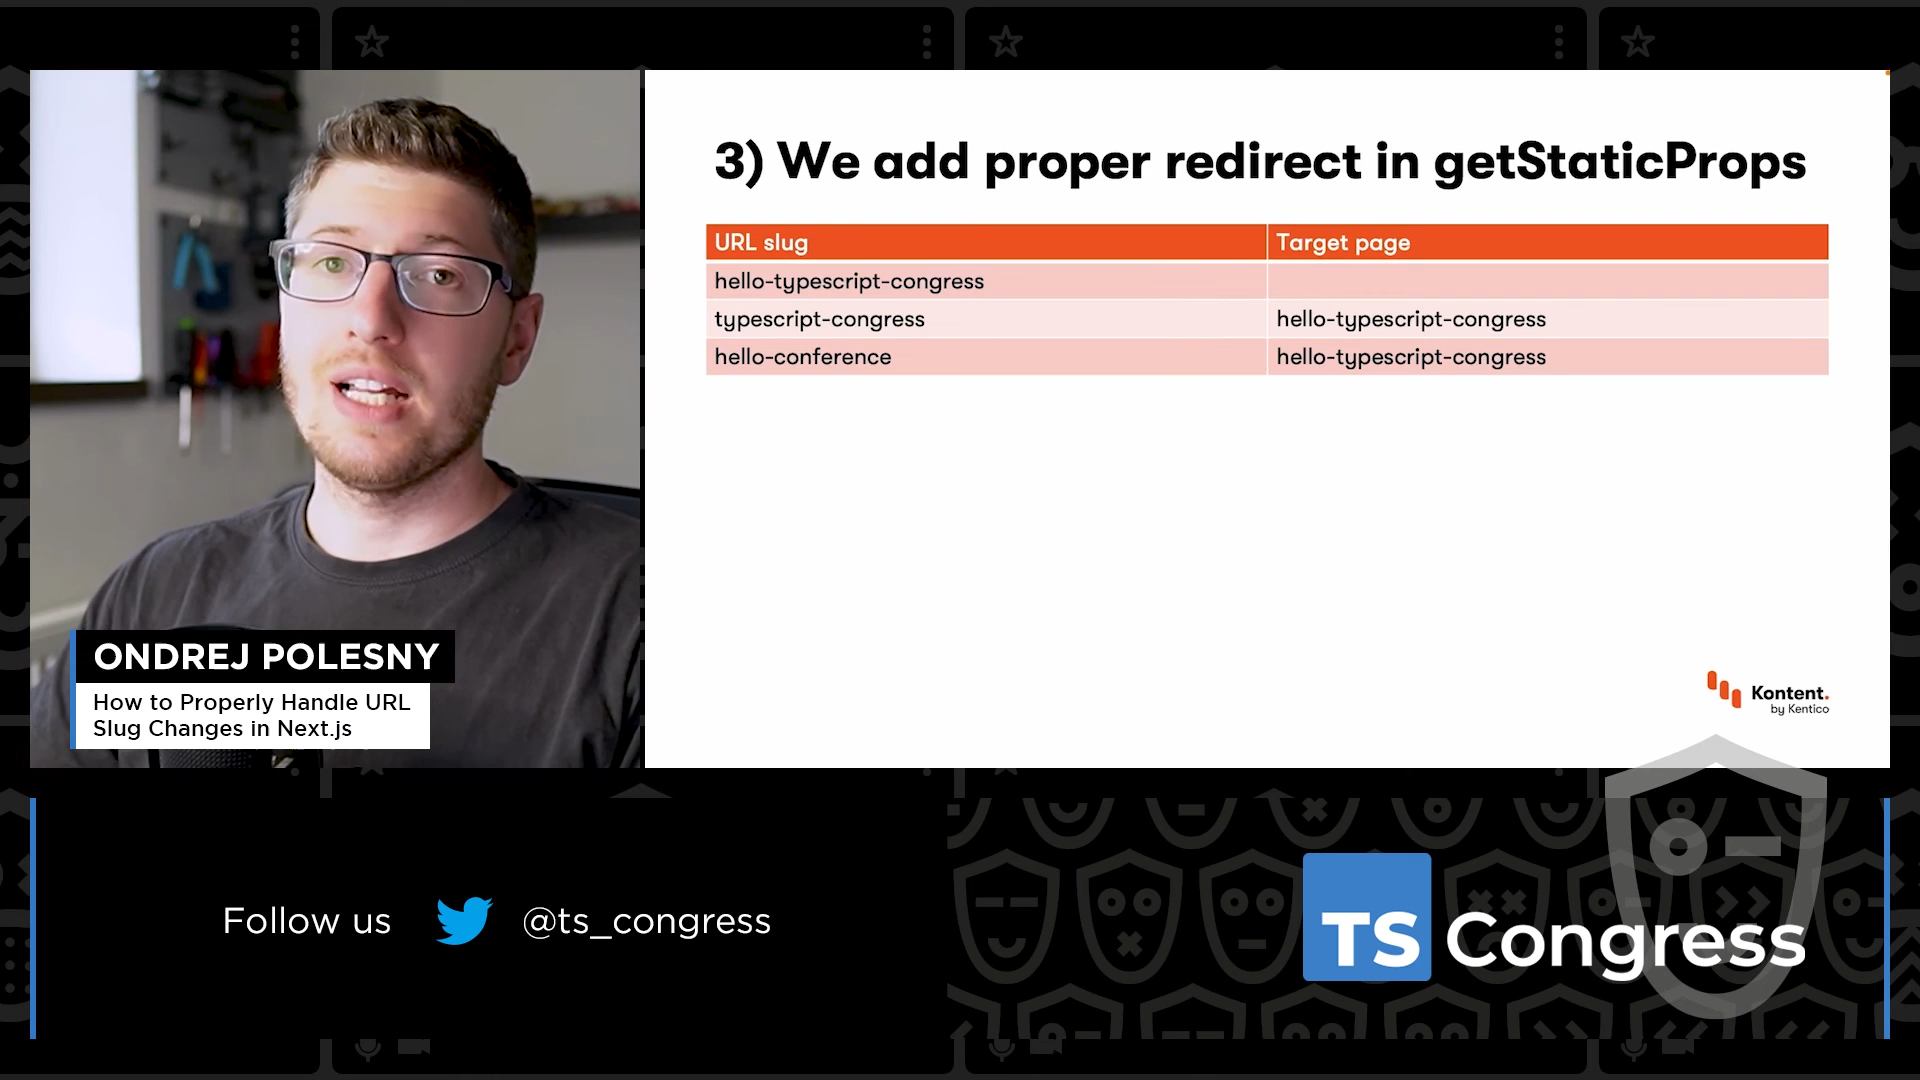 3) We add proper redirect in getStaticProps
URL slug Target page
hello-typescript-congress
typescript-congress hello-typescript-congress
hello-conference hello-typescript-congress
Kontent.
by Kentico
ONDREJ POLESNY
How to Properly Handle URL
Slug Changes in Next.js
Follow us @ts_congress
TS Congress